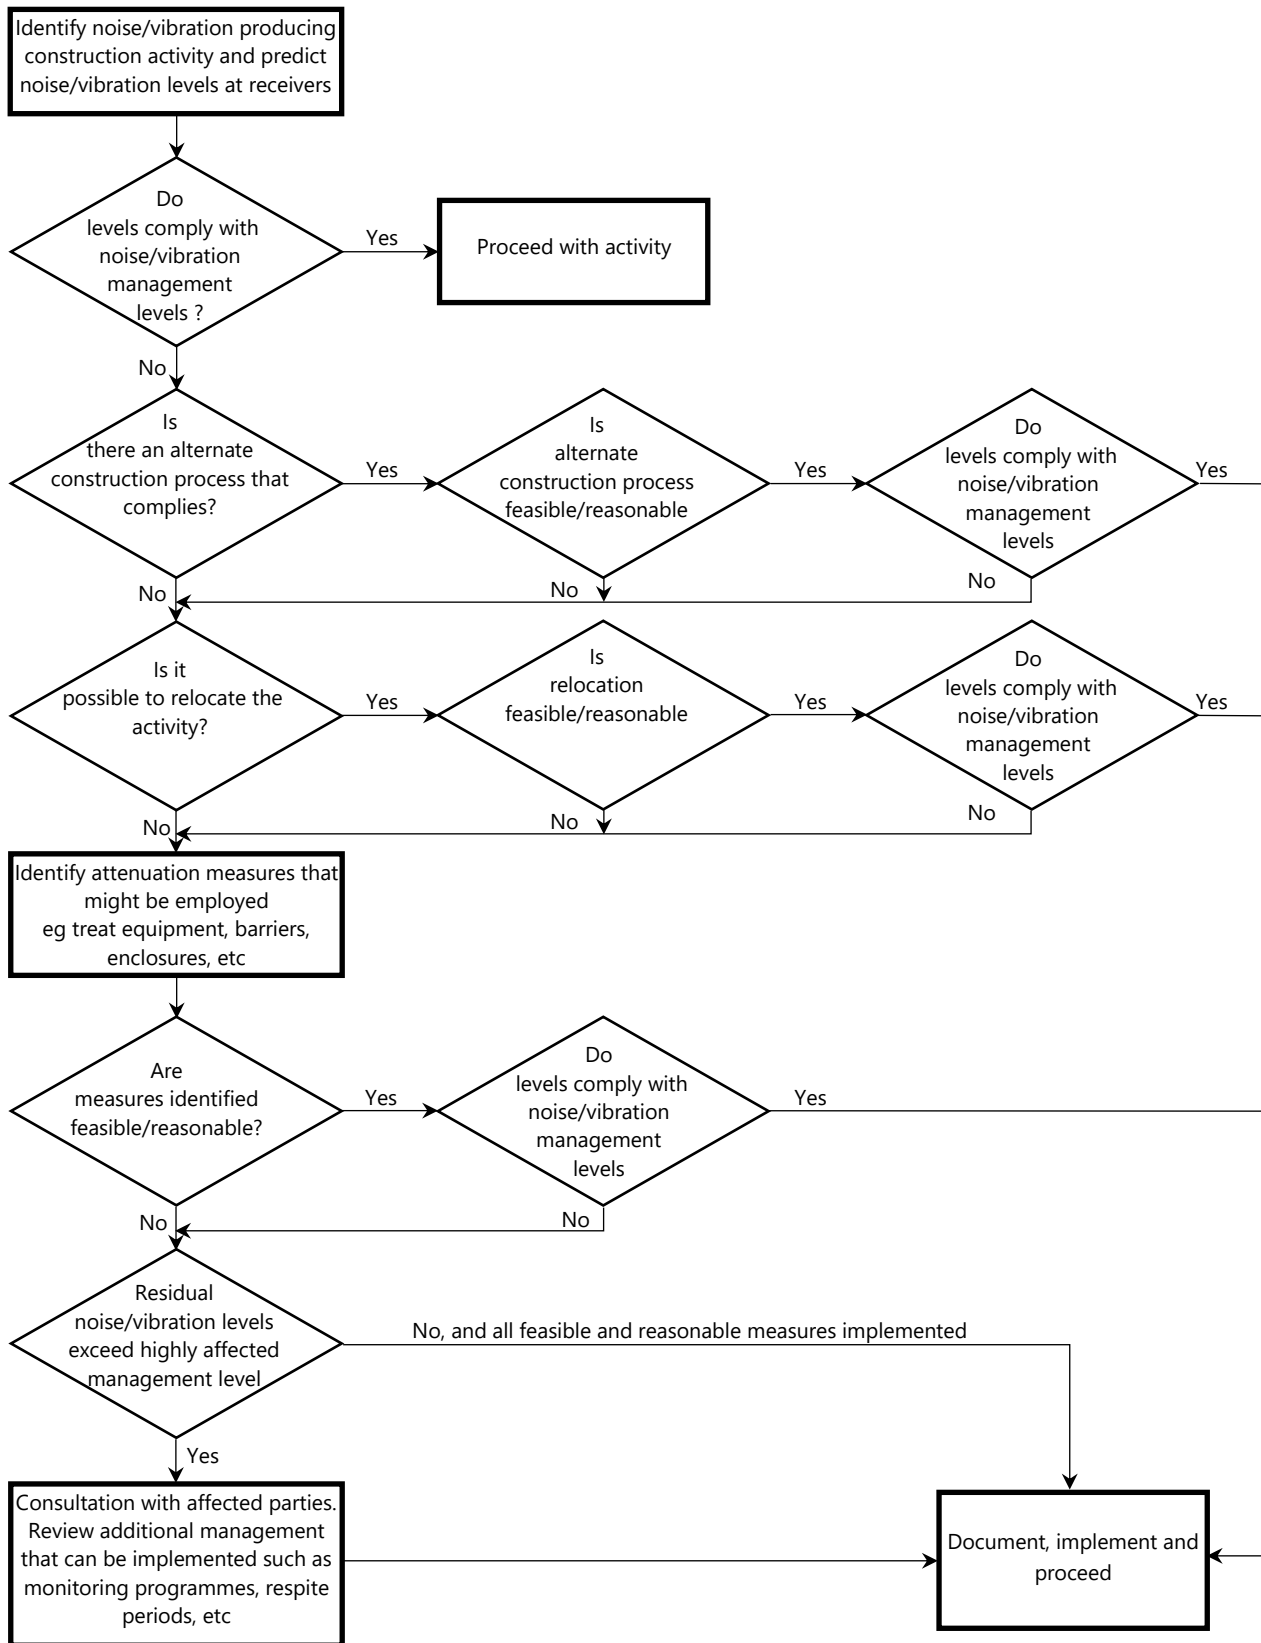 Identify noise/vibration producing
construction activity and predict
noise/vibration levels at receivers
Do
levels comply with
noise/vibration
management
levels ?
Yes
Proceed with activity
No
Is
there an alternate
construction process that
complies?
Yes
Is
alternate
construction process
feasible/reasonable
Yes
Do
levels comply with
noise/vibration
management
levels
Yes
No
No
No
Is it
possible to relocate the
activity?
Yes
Is
relocation
feasible/reasonable
Yes
Do
levels comply with
noise/vibration
management
levels
Yes
No
No
No
Identify attenuation measures that
might be employed
eg treat equipment, barriers,
enclosures, etc
Are
measures identified
feasible/reasonable?
Yes
Do
levels comply with
noise/vibration
management
levels
Yes
No
No
Residual
noise/vibration levels
exceed highly affected
management level
No, and all feasible and reasonable measures implemented
Yes
Consultation with affected parties.
Review additional management
that can be implemented such as
monitoring programmes, respite
periods, etc
Document, implement and
proceed